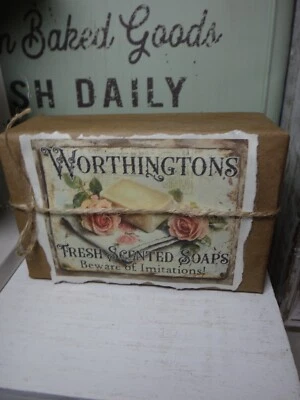 n Baked Goods
SH DAILY
WORTHINGTONS
FRESH SCENTED SOAPS
Beware of Imitations!